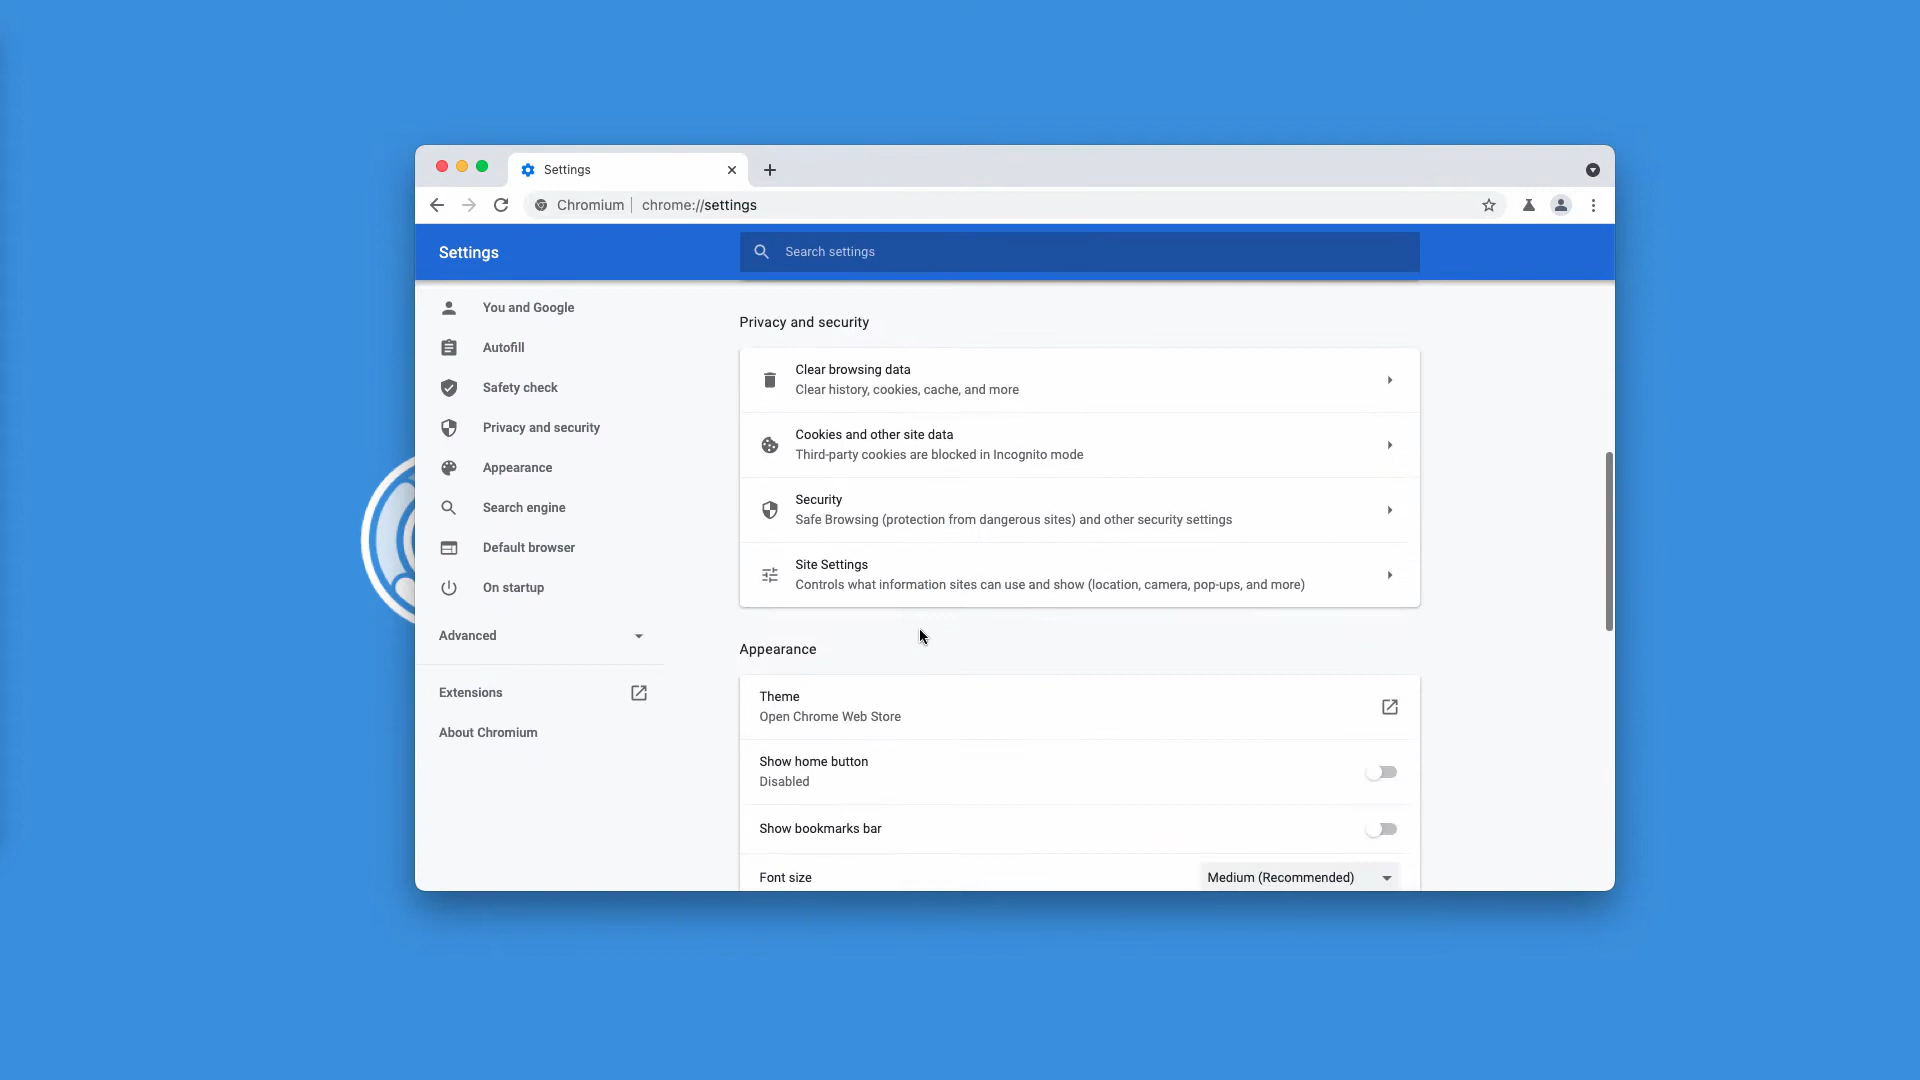 Settings
Chromium | chrome://settings
Settings
Search settings
You and Google
Autofill
Safety check
Privacy and security
Appearance
Search engine
Default browser
On startup
Advanced
Extensions
About Chromium
Privacy and security
Clear browsing data
Clear history, cookies, cache, and more
Cookies and other site data
Third-party cookies are blocked in Incognito mode
Security
Safe Browsing (protection from dangerous sites) and other security settings
Site Settings
Controls what information sites can use and show (location, camera, pop-ups, and more)
Appearance
Theme
Open Chrome Web Store
Show home button
Disabled
Show bookmarks bar
Font size
Medium (Recommended)